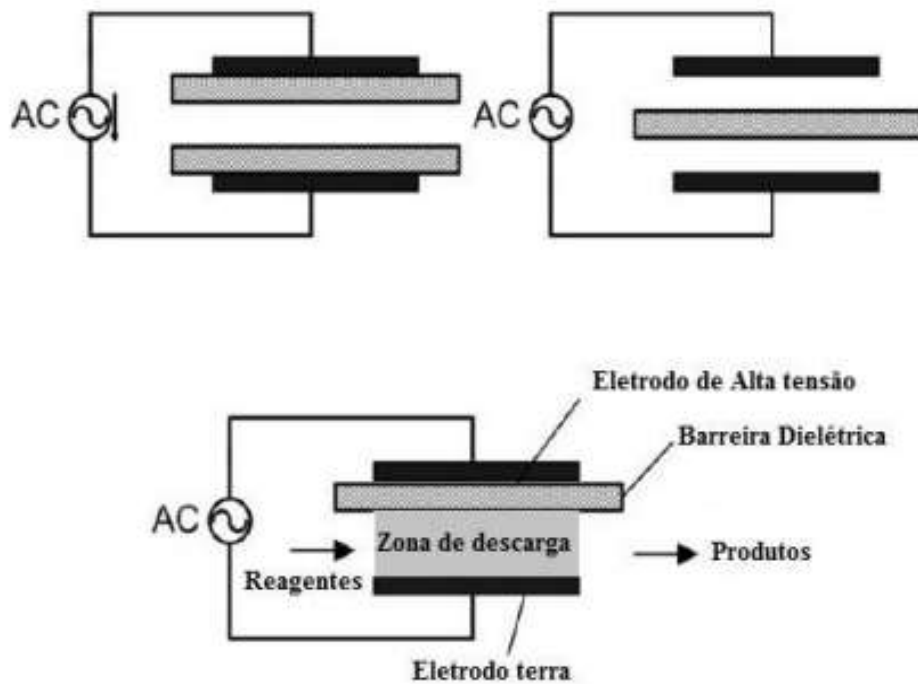 AC
AC
Eletrodo de Alta tensão
Barreira Dielétrica
AC
Zona de descarga
Produtos
Reagentes
Eletrodo terra